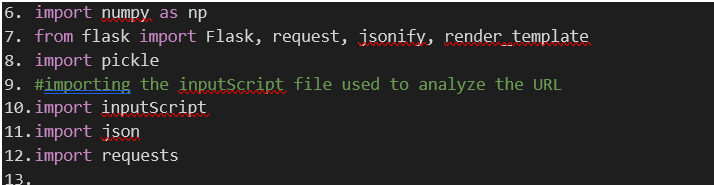 6. import numpy as np
7. from flask import Flask, request, jsonify, render_template
8. import pickle
9. #importing the inputScript file used to analyze the URL
10. import inputScript
11. import json
12. import requests
13.